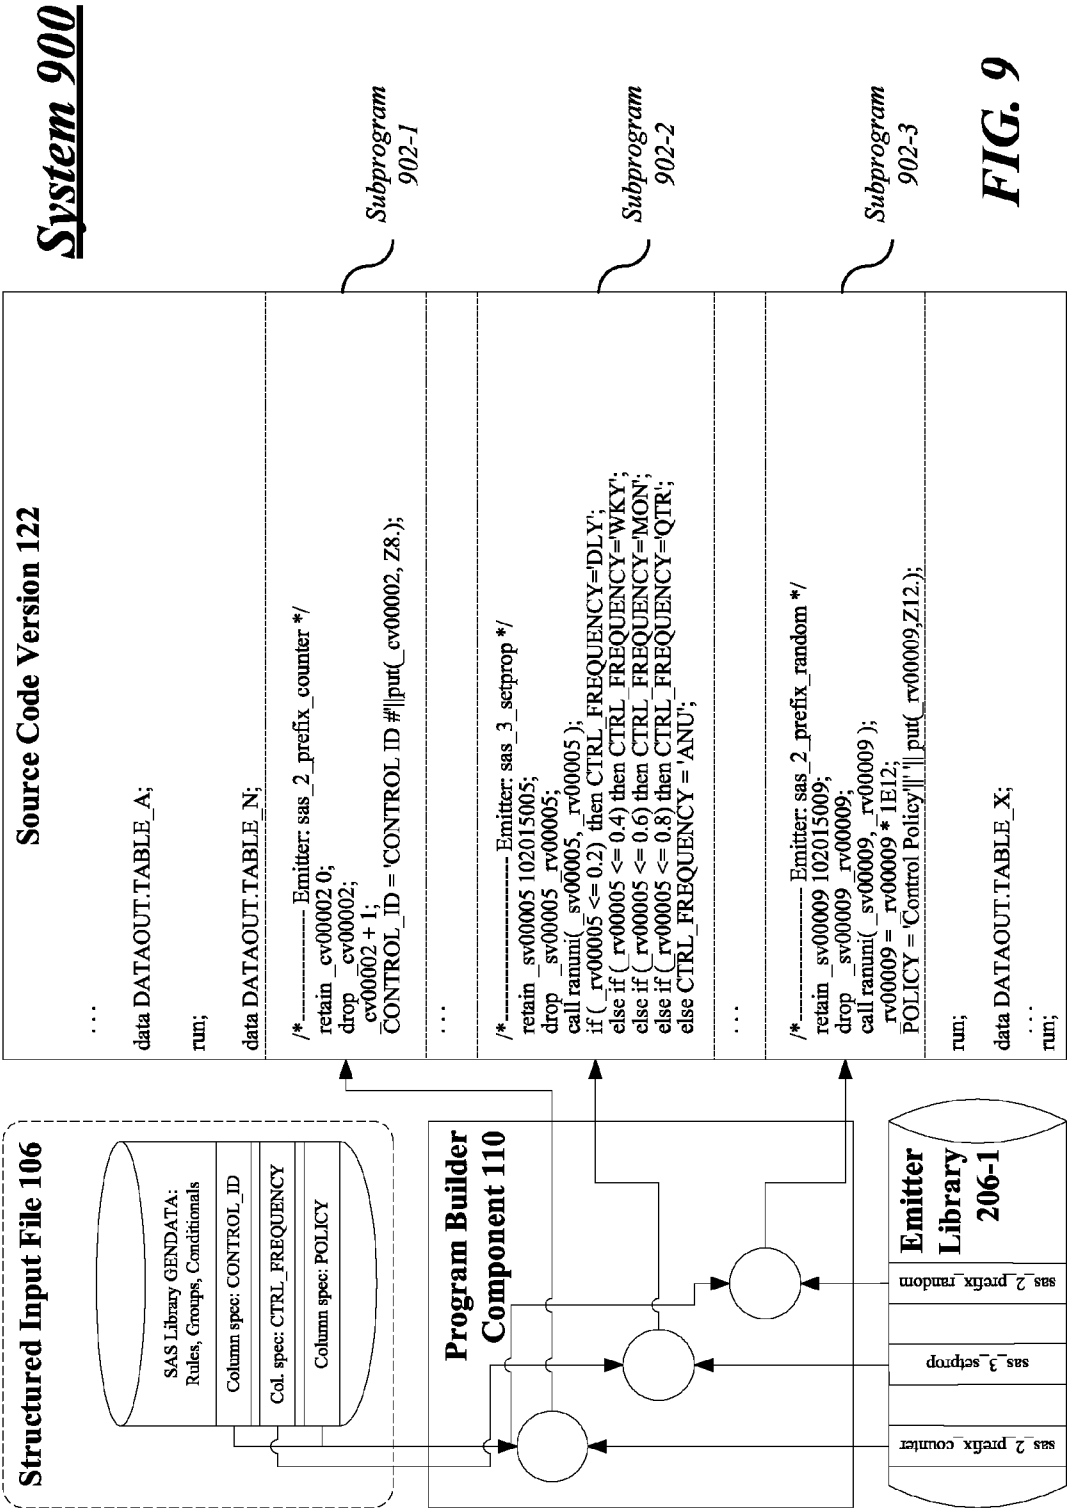 System 900
Structured Input File 106
SAS Library GENDATA:
Rules, Groups, Conditionals
Column spec: CONTROL_ID
Col. spec: CTRL_FREQUENCY
Column spec: POLICY
Program Builder
Component 110
Emitter
Library
206-1
sas_2_prefix_counter
sas_3_setprop
sas_2_prefix_random
Source Code Version 122
. . .
data DATAOUT.TABLE_A;
run;
data DATAOUT.TABLE_N;
/*------------- Emitter: sas_2_prefix_counter */
retain _cv00002 0;
drop _cv00002;
_cv00002 + 1;
CONTROL_ID = 'CONTROL ID #'||put(_cv00002, Z8.);
. . .
/*------------------ Emitter: sas_3_setprop */
retain _sv00005 102015005;
drop _sv00005 _rv00005;
call ranuni( _sv00005, _rv00005 );
if (_rv00005 <= 0.2) then CTRL_FREQUENCY='DLY';
else if (_rv00005 <= 0.4) then CTRL_FREQUENCY='WKY';
else if (_rv00005 <= 0.6) then CTRL_FREQUENCY='MON';
else if (_rv00005 <= 0.8) then CTRL_FREQUENCY='QTR';
else CTRL_FREQUENCY = 'ANU';
. . .
/*------------- Emitter: sas_2_prefix_random */
retain _sv00009 102015009;
drop _sv00009 _rv00009;
call ranuni( _sv00009, _rv00009 );
_rv00009 = _rv00009 * 1E12;
POLICY = 'Control Policy'||' '|| put(_rv00009,Z12.);
run;
data DATAOUT.TABLE_X;
. . .
run;
Subprogram
902-1
Subprogram
902-2
Subprogram
902-3
FIG. 9